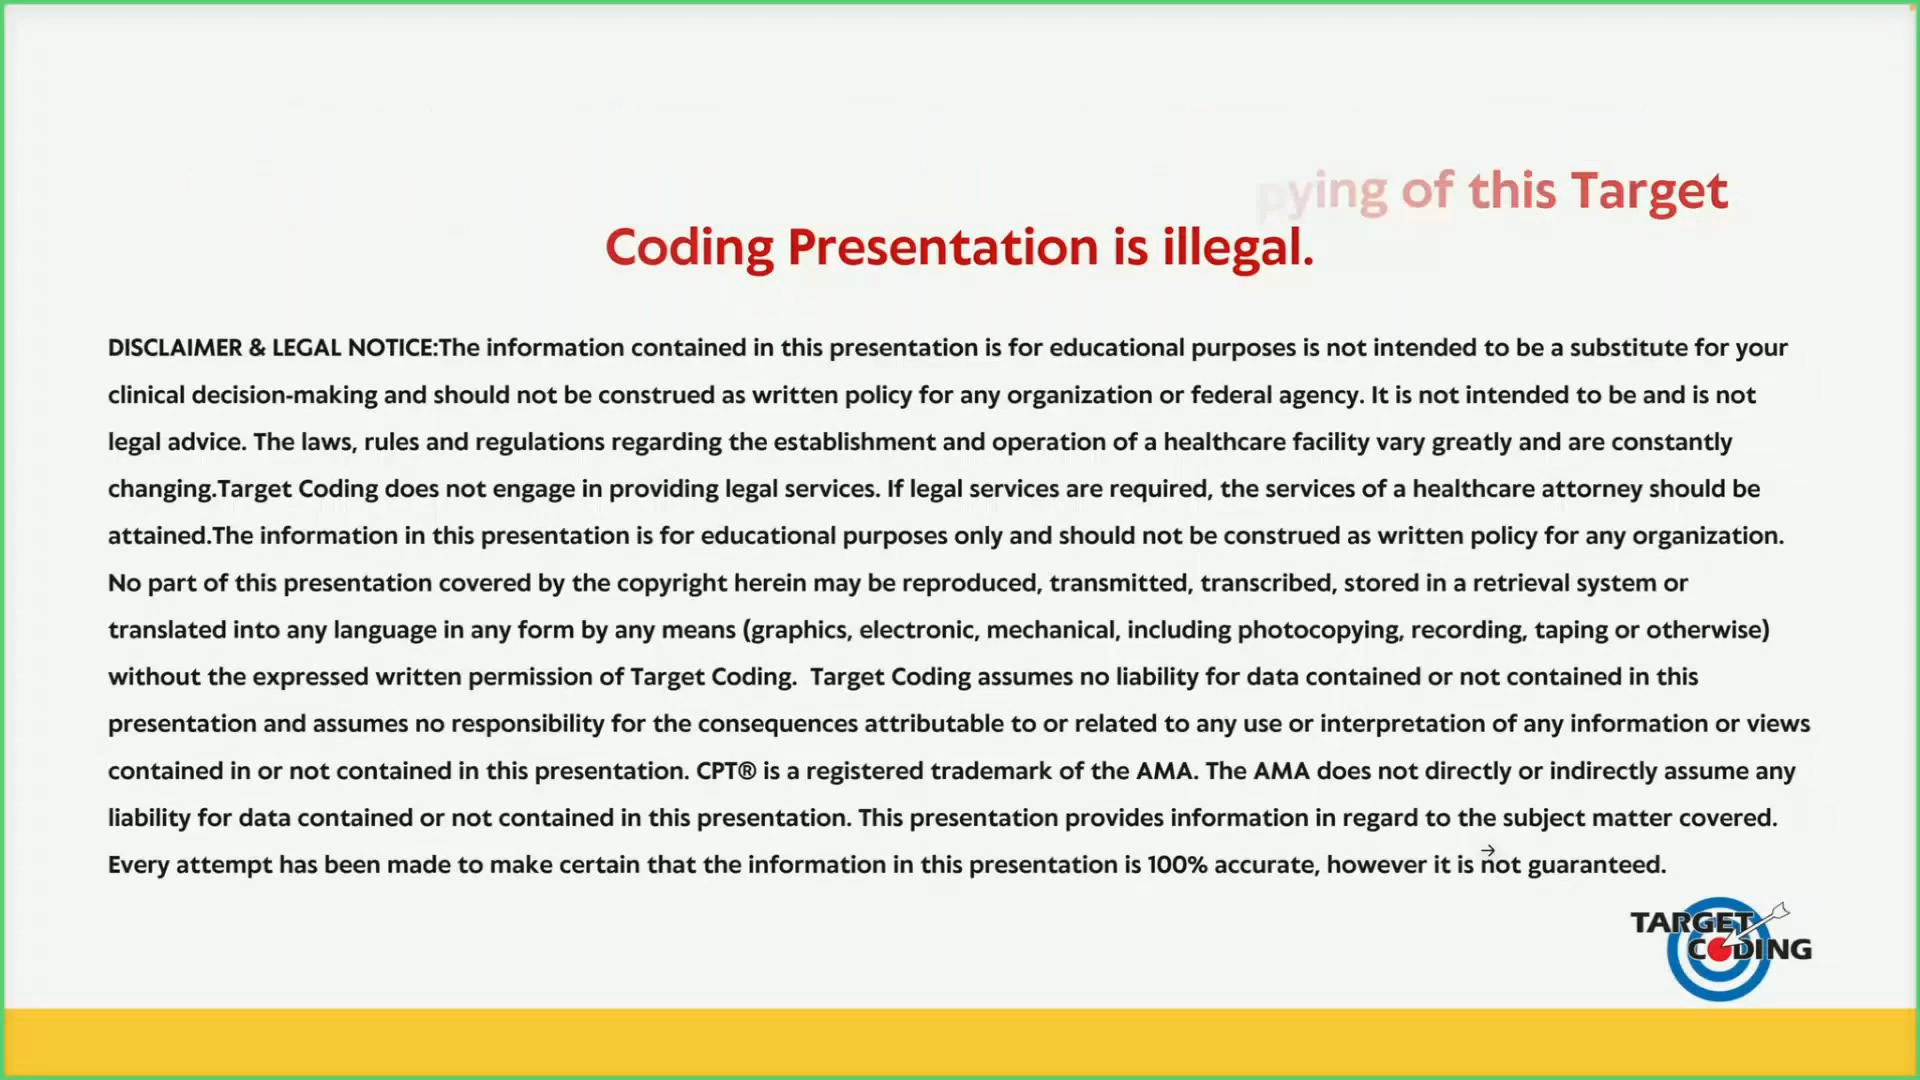 of this Target
Coding Presentation is illegal.
DISCLAIMER & LEGAL NOTICE:The information contained in this presentation is for educational purposes is not intended to be a substitute for your
clinical decision-making and should not be construed as written policy for any organization or federal agency. It is not intended to be and is not
legal advice. The laws, rules and regulations regarding the establishment and operation of a healthcare facility vary greatly and are constantly
changing.Target Coding does not engage in providing legal services. If legal services are required, the services of a healthcare attorney should be
attained.The information in this presentation is for educational purposes only and should not be construed as written policy for any organization.
No part of this presentation covered by the copyright herein may be reproduced, transmitted, transcribed, stored in a retrieval system or
translated into any language in any form by any means (graphics, electronic, mechanical, including photocopying, recording, taping or otherwise)
without the expressed written permission of Target Coding.  Target Coding assumes no liability for data contained or not contained in this
presentation and assumes no responsibility for the consequences attributable to or related to any use or interpretation of any information or views
contained in or not contained in this presentation. CPT® is a registered trademark of the AMA. The AMA does not directly or indirectly assume any
liability for data contained or not contained in this presentation. This presentation provides information in regard to the subject matter covered.
Every attempt has been made to make certain that the information in this presentation is 100% accurate, however it is not guaranteed.
TARGET
CODING